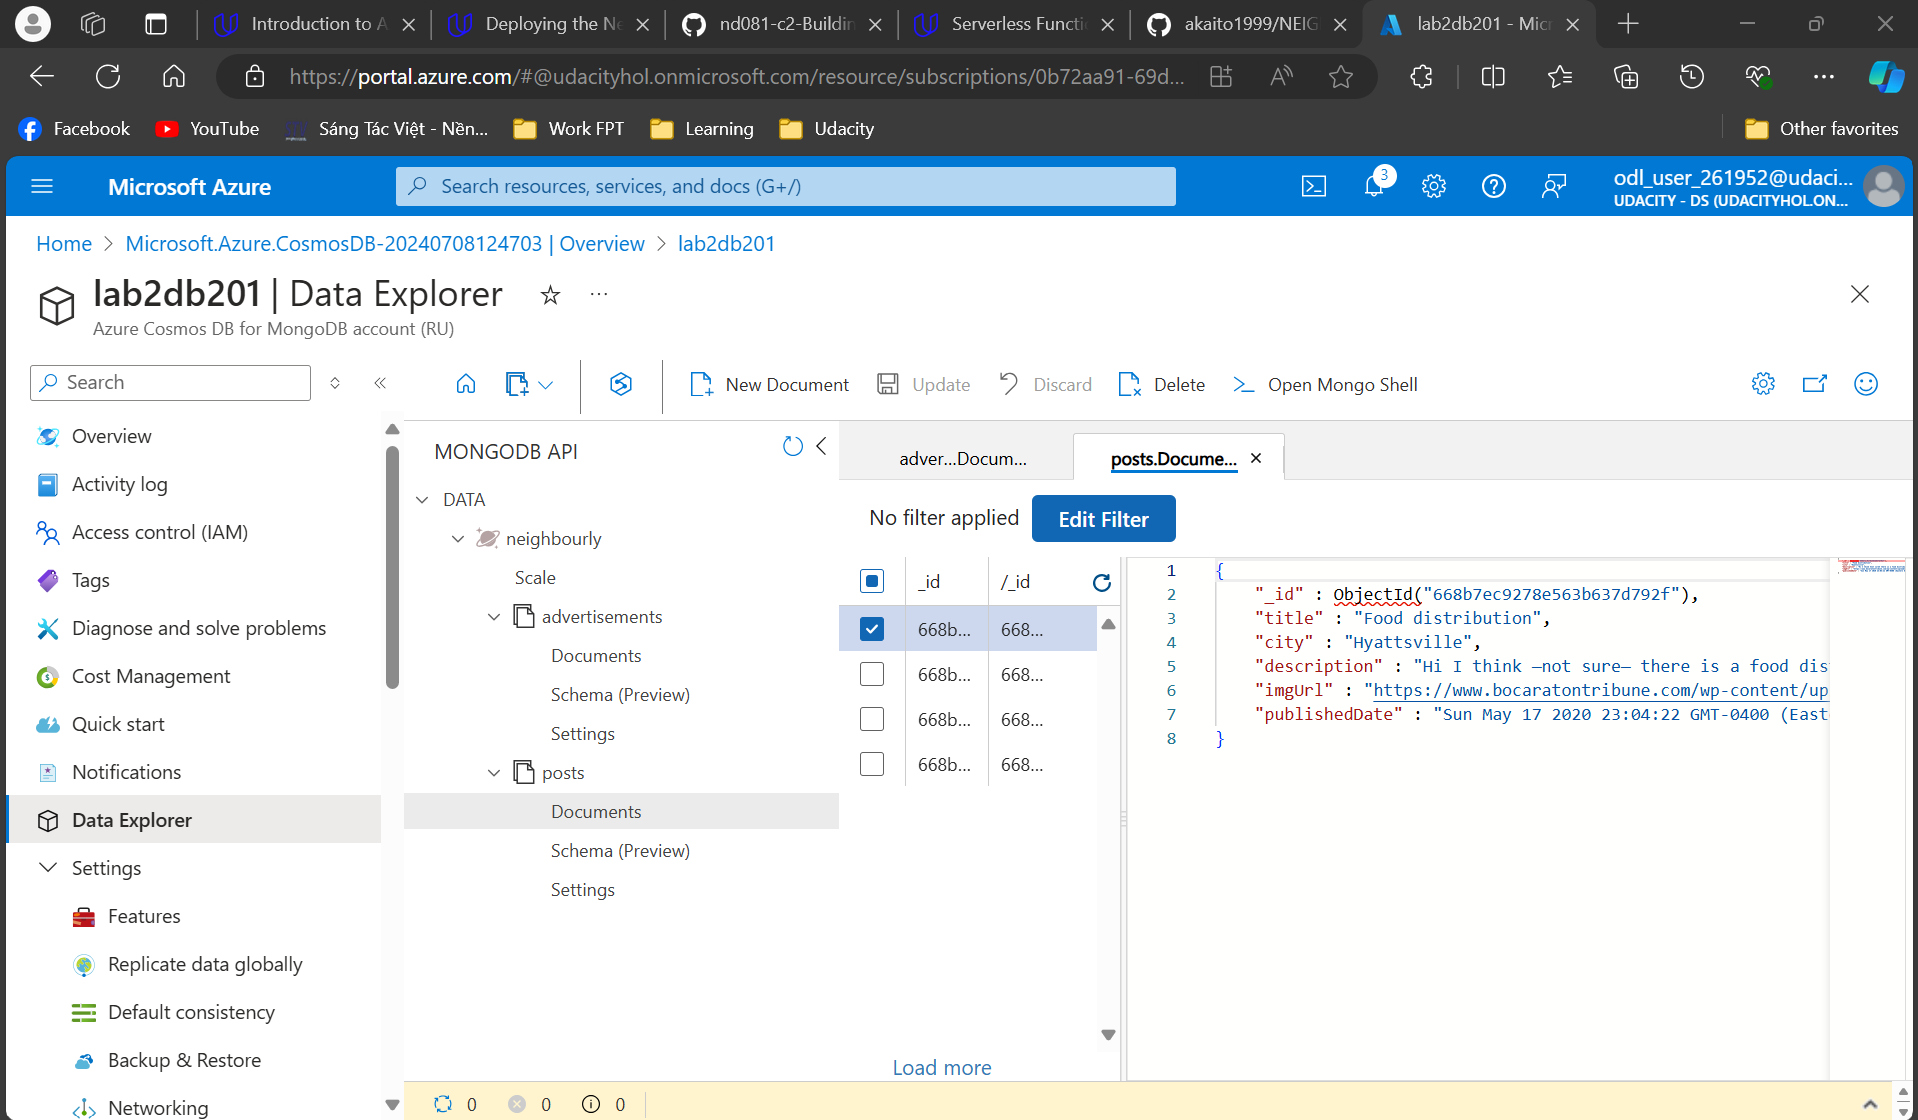 Introduction to A
Deploying the Ne
nd081-c2-Buildin
Serverless Functi
akaito1999/NEIG
lab2db201 - Micr
https://portal.azure.com/#@udacityhol.onmicrosoft.com/resource/subscriptions/0b72aa91-69d...
Facebook
YouTube
Sáng Tác Việt - Nền...
Work FPT
Learning
Udacity
Other favorites
Microsoft Azure
Search resources, services, and docs (G+/)
3
odl_user_261952@udaci...
UDACITY - DS (UDACITYHOL.ON...
Home > Microsoft.Azure.CosmosDB-20240708124703 | Overview > lab2db201
lab2db201 | Data Explorer
Azure Cosmos DB for MongoDB account (RU)
Search
New Document
Update
Discard
Delete
Open Mongo Shell
Overview
Activity log
Access control (IAM)
Tags
Diagnose and solve problems
Cost Management
Quick start
Notifications
Data Explorer
Settings
Features
Replicate data globally
Default consistency
Backup & Restore
Networking
MONGODB API
DATA
neighbourly
Scale
advertisements
Documents
Schema (Preview)
Settings
posts
Documents
Schema (Preview)
Settings
adver...Docum...
posts.Docume...
No filter applied
Edit Filter
_id /_id
668b... 668...
668b... 668...
668b... 668...
668b... 668...
Load more
1 {
2 "_id" : ObjectId("668b7ec9278e563b637d792f"),
3 "title" : "Food distribution",
4 "city" : "Hyattsville",
5 "description" : "Hi I think —not sure— there is a food dis
6 "imgUrl" : "https://www.bocaratontribune.com/wp-content/up
7 "publishedDate" : "Sun May 17 2020 23:04:22 GMT-0400 (East
8 }
0 0 0